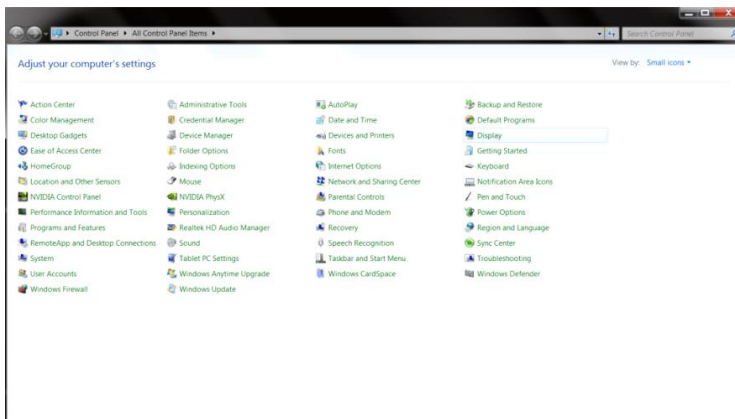 Control Panel ▸ All Control Panel Items ▸ Search Control Panel
Adjust your computer's settings View by: Small icons
Action Center Administrative Tools AutoPlay Backup and Restore
Color Management Credential Manager Date and Time Default Programs
Desktop Gadgets Device Manager Devices and Printers Display
Ease of Access Center Folder Options Fonts Getting Started
HomeGroup Indexing Options Internet Options Keyboard
Location and Other Sensors Mouse Network and Sharing Center Notification Area Icons
NVIDIA Control Panel NVIDIA PhysX Parental Controls Pen and Touch
Performance Information and Tools Personalization Phone and Modem Power Options
Programs and Features Realtek HD Audio Manager Recovery Region and Language
RemoteApp and Desktop Connections Sound Speech Recognition Sync Center
System Tablet PC Settings Taskbar and Start Menu Troubleshooting
User Accounts Windows Anytime Upgrade Windows CardSpace Windows Defender
Windows Firewall Windows Update